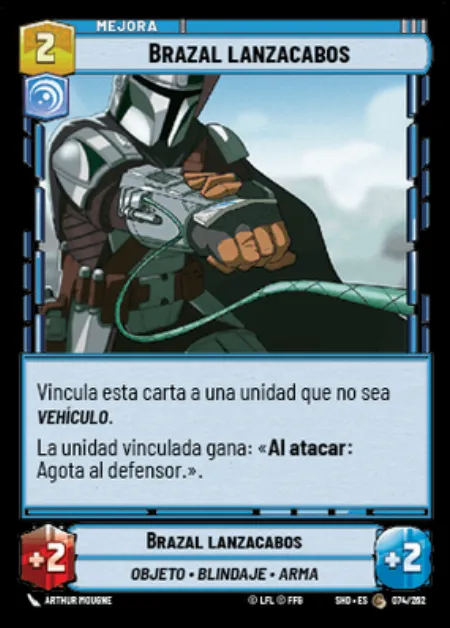 MEJORA
2
BRAZAL LANZACABOS
Vincula esta carta a una unidad que no sea
VEHÍCULO.
La unidad vinculada gana: «Al atacar:
Agota al defensor.».
+2
BRAZAL LANZACABOS
+2
OBJETO • BLINDAJE • ARMA
ARTHUR MOUGNE
© LFL © FFG
SHD • ES
074/262